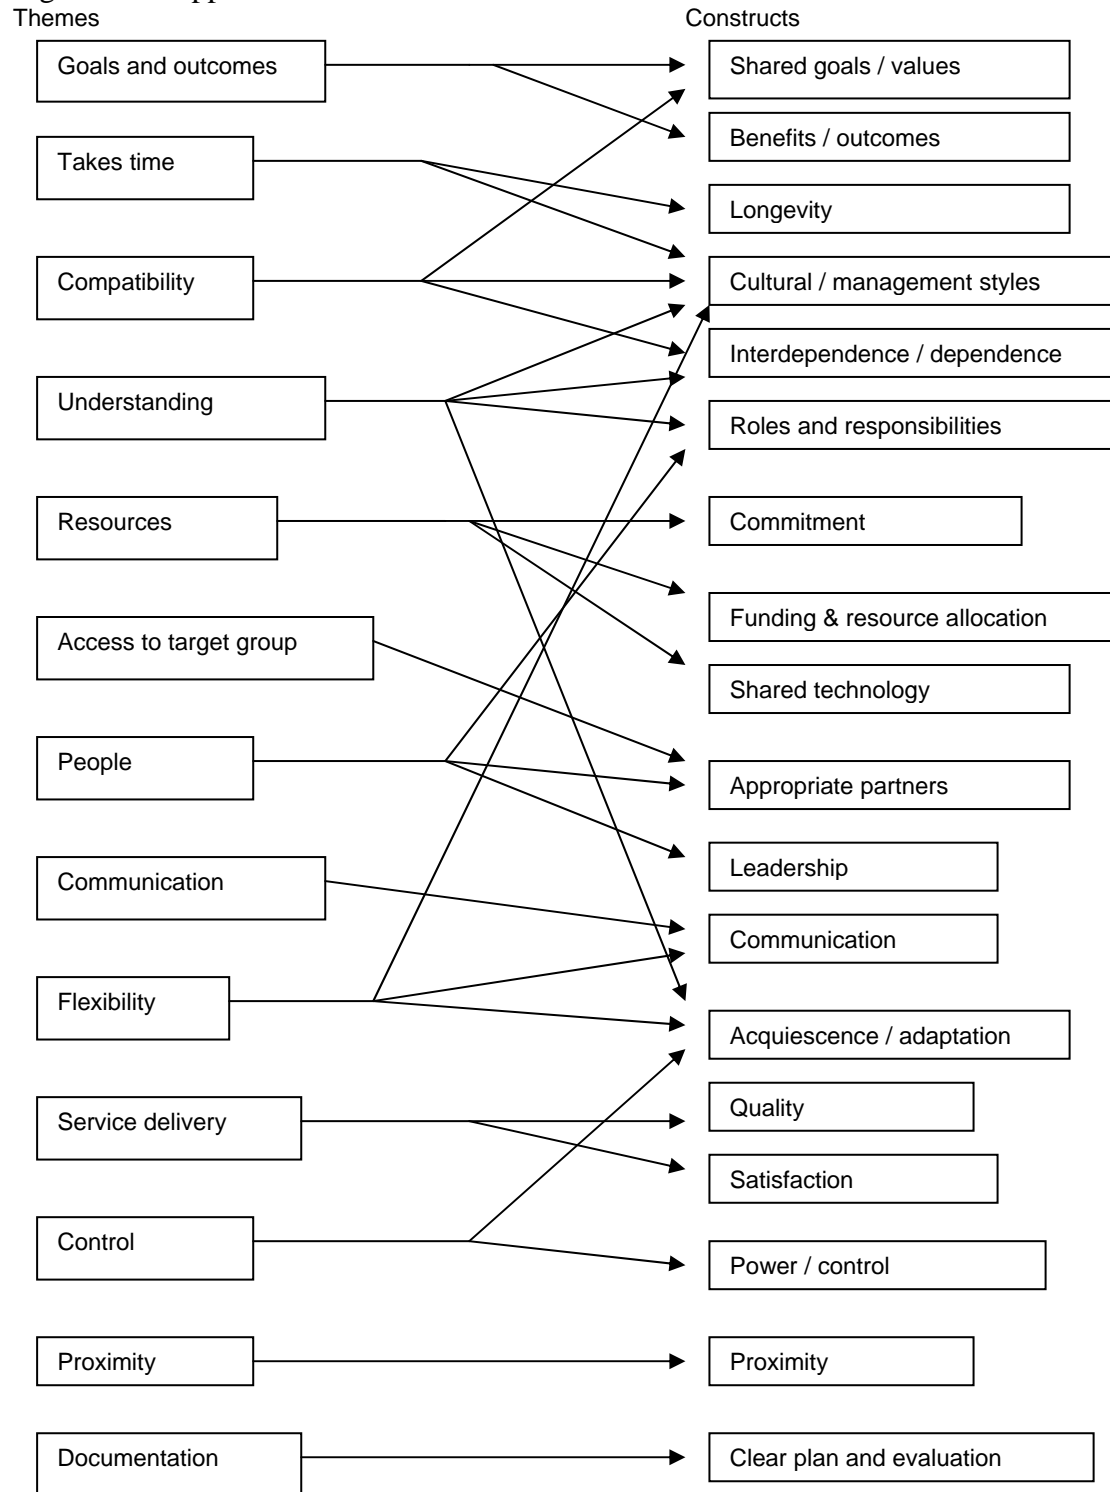 Themes Constructs
Goals and outcomes Shared goals / values
Benefits / outcomes
Takes time
Longevity
Compatibility Cultural / management styles
Interdependence / dependence
Understanding Roles and responsibilities
Resources Commitment
Funding & resource allocation
Access to target group
Shared technology
People
Appropriate partners
Leadership
Communication
Communication
Flexibility
Acquiescence / adaptation
Quality
Service delivery
Satisfaction
Control
Power / control
Proximity Proximity
Documentation Clear plan and evaluation